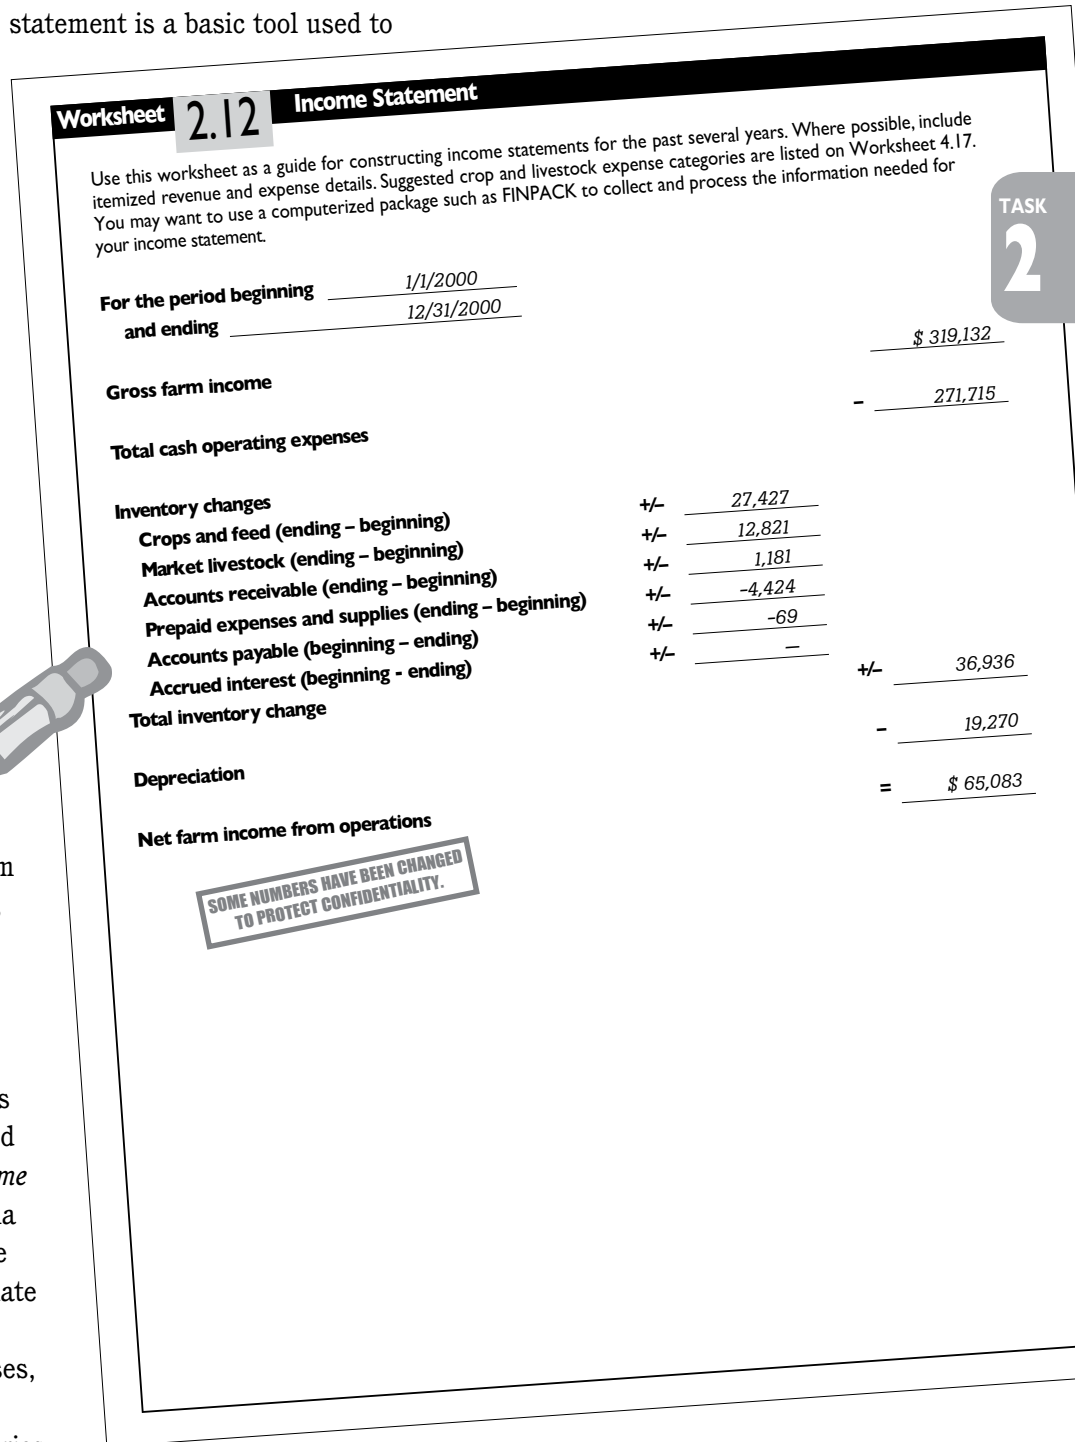 statement is a basic tool used to
Worksheet 2.12 Income Statement
Use this worksheet as a guide for constructing income statements for the past several years. Where possible, include
itemized revenue and expense details. Suggested crop and livestock expense categories are listed on Worksheet 4.17.
You may want to use a computerized package such as FINPACK to collect and process the information needed for
your income statement.
TASK
2
For the period beginning 1/1/2000
and ending 12/31/2000
Gross farm income $ 319,132
Total cash operating expenses – 271,715
Inventory changes
Crops and feed (ending – beginning) +/– 27,427
Market livestock (ending – beginning) +/– 12,821
Accounts receivable (ending – beginning) +/– 1,181
Prepaid expenses and supplies (ending – beginning) +/– –4,424
Accounts payable (beginning – ending) +/– –69
Accrued interest (beginning - ending) +/– —
Total inventory change +/– 36,936
Depreciation – 19,270
Net farm income from operations = $ 65,083
SOME NUMBERS HAVE BEEN CHANGED
TO PROTECT CONFIDENTIALITY.